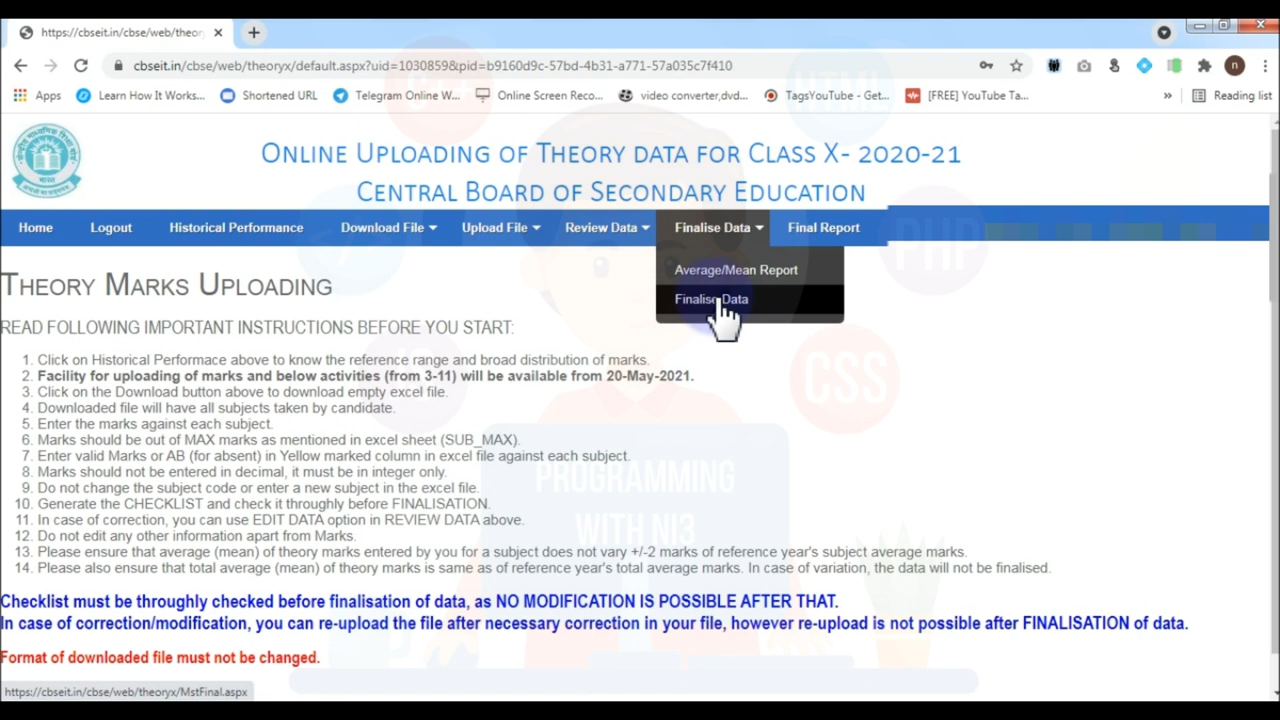 https://cbseit.in/cbse/web/theor
cbseit.in/cbse/web/theoryx/default.aspx?uid=1030859&pid=b9160d9c-57bd-4b31-a771-57a035c7f410
n
Apps Learn How It Works... Shortened URL Telegram Online W... Online Screen Reco... video converter,dvd... TagsYouTube - Get... [FREE] YouTube Ta... » Reading list
HTML
ONLINE UPLOADING OF THEORY DATA FOR CLASS X- 2020-21
CENTRAL BOARD OF SECONDARY EDUCATION
Home Logout Historical Performance Download File Upload File Review Data Finalise Data Final Report
PHP
Average/Mean Report
Finalise Data
THEORY MARKS UPLOADING
READ FOLLOWING IMPORTANT INSTRUCTIONS BEFORE YOU START:
1. Click on Historical Performace above to know the reference range and broad distribution of marks.
2. Facility for uploading of marks and below activities (from 3-11) will be available from 20-May-2021.
3. Click on the Download button above to download empty excel file.
4. Downloaded file will have all subjects taken by candidate.
5. Enter the marks against each subject.
6. Marks should be out of MAX marks as mentioned in excel sheet (SUB_MAX).
7. Enter valid Marks or AB (for absent) in Yellow marked column in excel file against each subject.
8. Marks should not be entered in decimal, it must be in integer only.
9. Do not change the subject code or enter a new subject in the excel file.
10. Generate the CHECKLIST and check it throughly before FINALISATION.
11. In case of correction, you can use EDIT DATA option in REVIEW DATA above.
12. Do not edit any other information apart from Marks.
13. Please ensure that average (mean) of theory marks entered by you for a subject does not vary +/-2 marks of reference year's subject average marks.
14. Please also ensure that total average (mean) of theory marks is same as of reference year's total average marks. In case of variation, the data will not be finalised.
CSS
PROGRAMMING
WITH NI3
Checklist must be throughly checked before finalisation of data, as NO MODIFICATION IS POSSIBLE AFTER THAT.
In case of correction/modification, you can re-upload the file after necessary correction in your file, however re-upload is not possible after FINALISATION of data.
Format of downloaded file must not be changed.
https://cbseit.in/cbse/web/theoryx/MstFinal.aspx